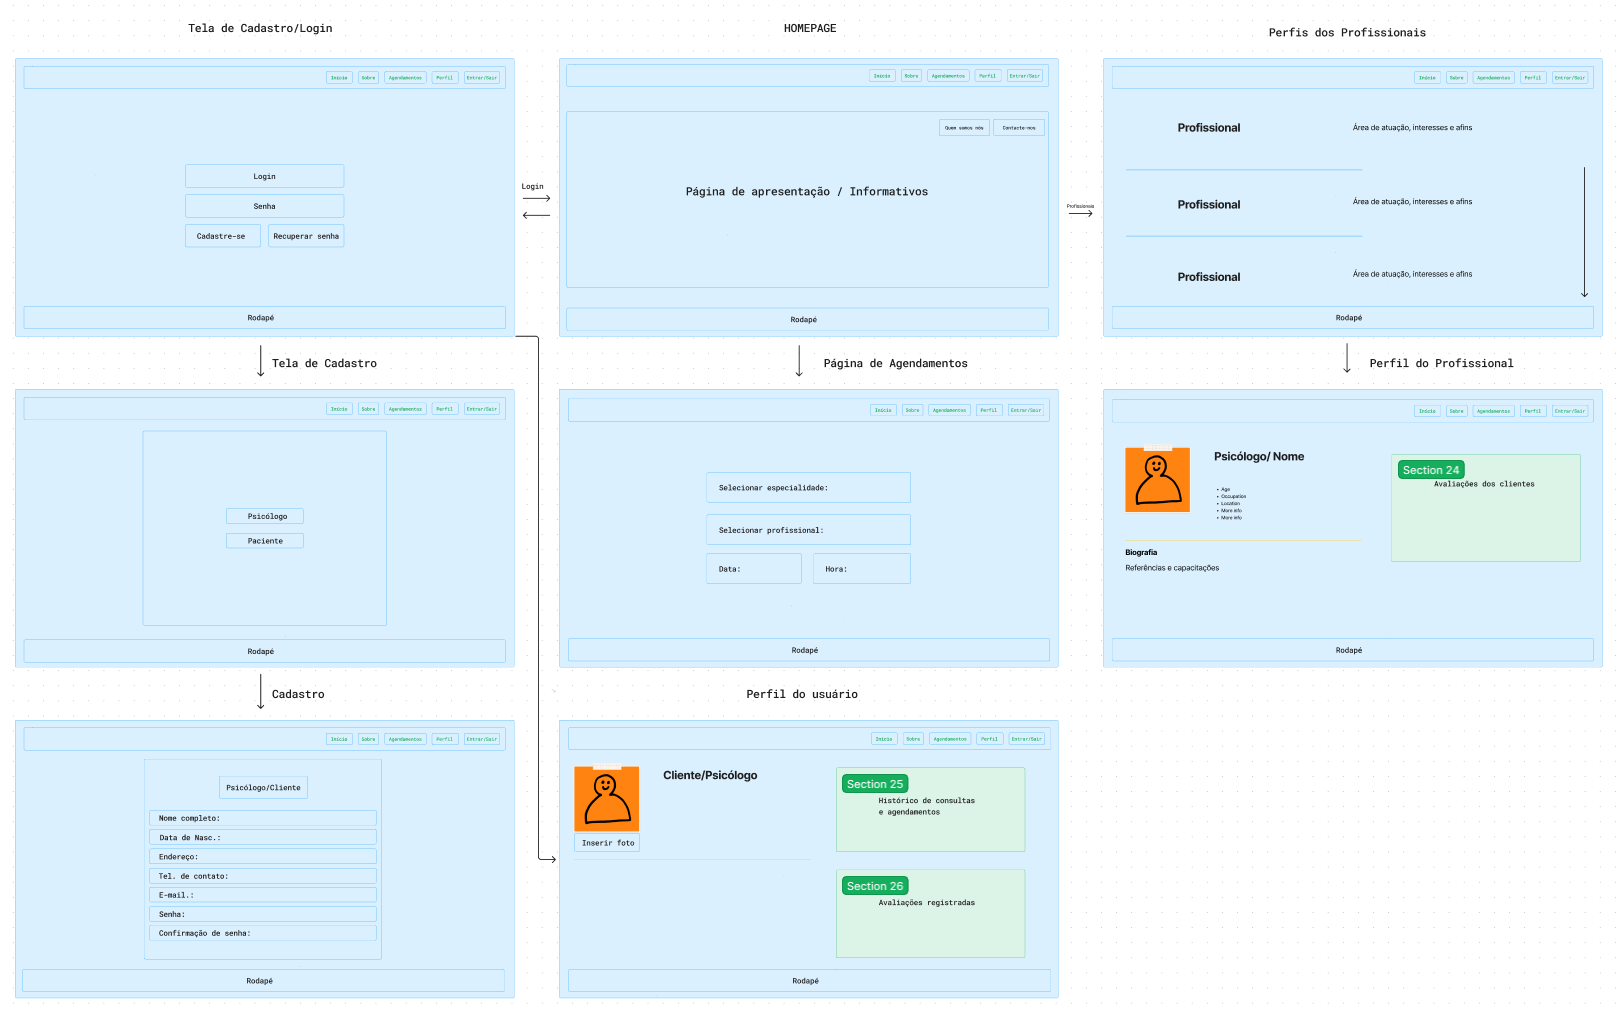 Tela de Cadastro/Login
Início
Sobre
Agendamentos
Perfil
Entrar/Sair
Login
Senha
Cadastre-se
Recuperar senha
Rodapé
Login
HOMEPAGE
Início
Sobre
Agendamentos
Perfil
Entrar/Sair
Quem somos nós
Contacte-nos
Página de apresentação / Informativos
Rodapé
Profissionais
Perfis dos Profissionais
Início
Sobre
Agendamentos
Perfil
Entrar/Sair
Profissional
Área de atuação, interesses e afins
Profissional
Área de atuação, interesses e afins
Profissional
Área de atuação, interesses e afins
Rodapé
Tela de Cadastro
Início
Sobre
Agendamentos
Perfil
Entrar/Sair
Psicólogo
Paciente
Rodapé
Página de Agendamentos
Início
Sobre
Agendamentos
Perfil
Entrar/Sair
Selecionar especialidade:
Selecionar profissional:
Data:
Hora:
Rodapé
Perfil do Profissional
Início
Sobre
Agendamentos
Perfil
Entrar/Sair
Psicólogo/ Nome
Age
Occupation
Location
More info
More info
Section 24
Avaliações dos clientes
Biografia
Referências e capacitações
Rodapé
Cadastro
Início
Sobre
Agendamentos
Perfil
Entrar/Sair
Psicólogo/Cliente
Nome completo:
Data de Nasc.:
Endereço:
Tel. de contato:
E-mail.:
Senha:
Confirmação de senha:
Rodapé
Perfil do usuário
Início
Sobre
Agendamentos
Perfil
Entrar/Sair
Cliente/Psicólogo
Inserir foto
Section 25
Histórico de consultas
e agendamentos
Section 26
Avaliações registradas
Rodapé